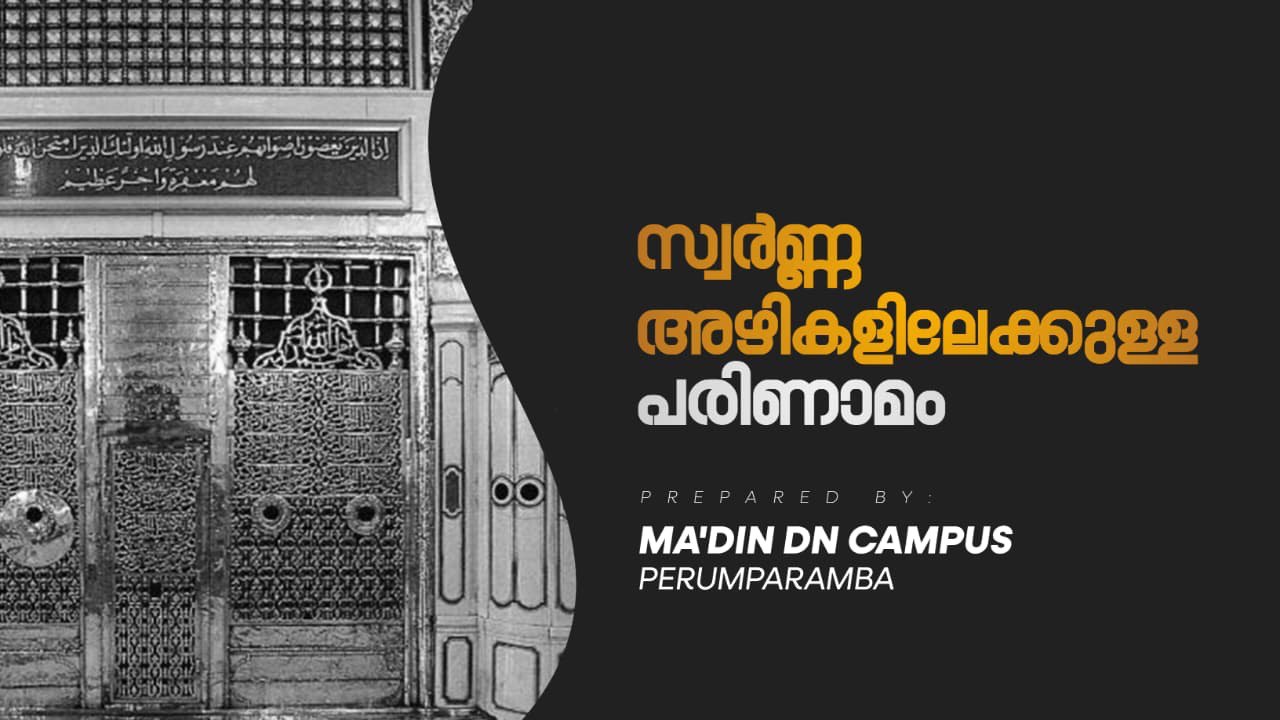 إن الذين يغضون أصواتهم عند رسول الله أولئك الذين امتحن الله
لهم مغفرة وأجر عظيم
സ്വർണ്ണ
അഴികളിലേക്കുള്ള
പരിണാമം
PREPARED BY:
MA'DIN DN CAMPUS
PERUMPARAMBA